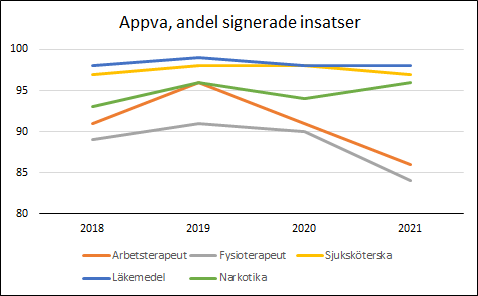 Appva, andel signerade insatser
100
95
90
85
80
2018 2019 2020 2021
Arbetsterapeut Fysioterapeut Sjuksköterska
Läkemedel Narkotika